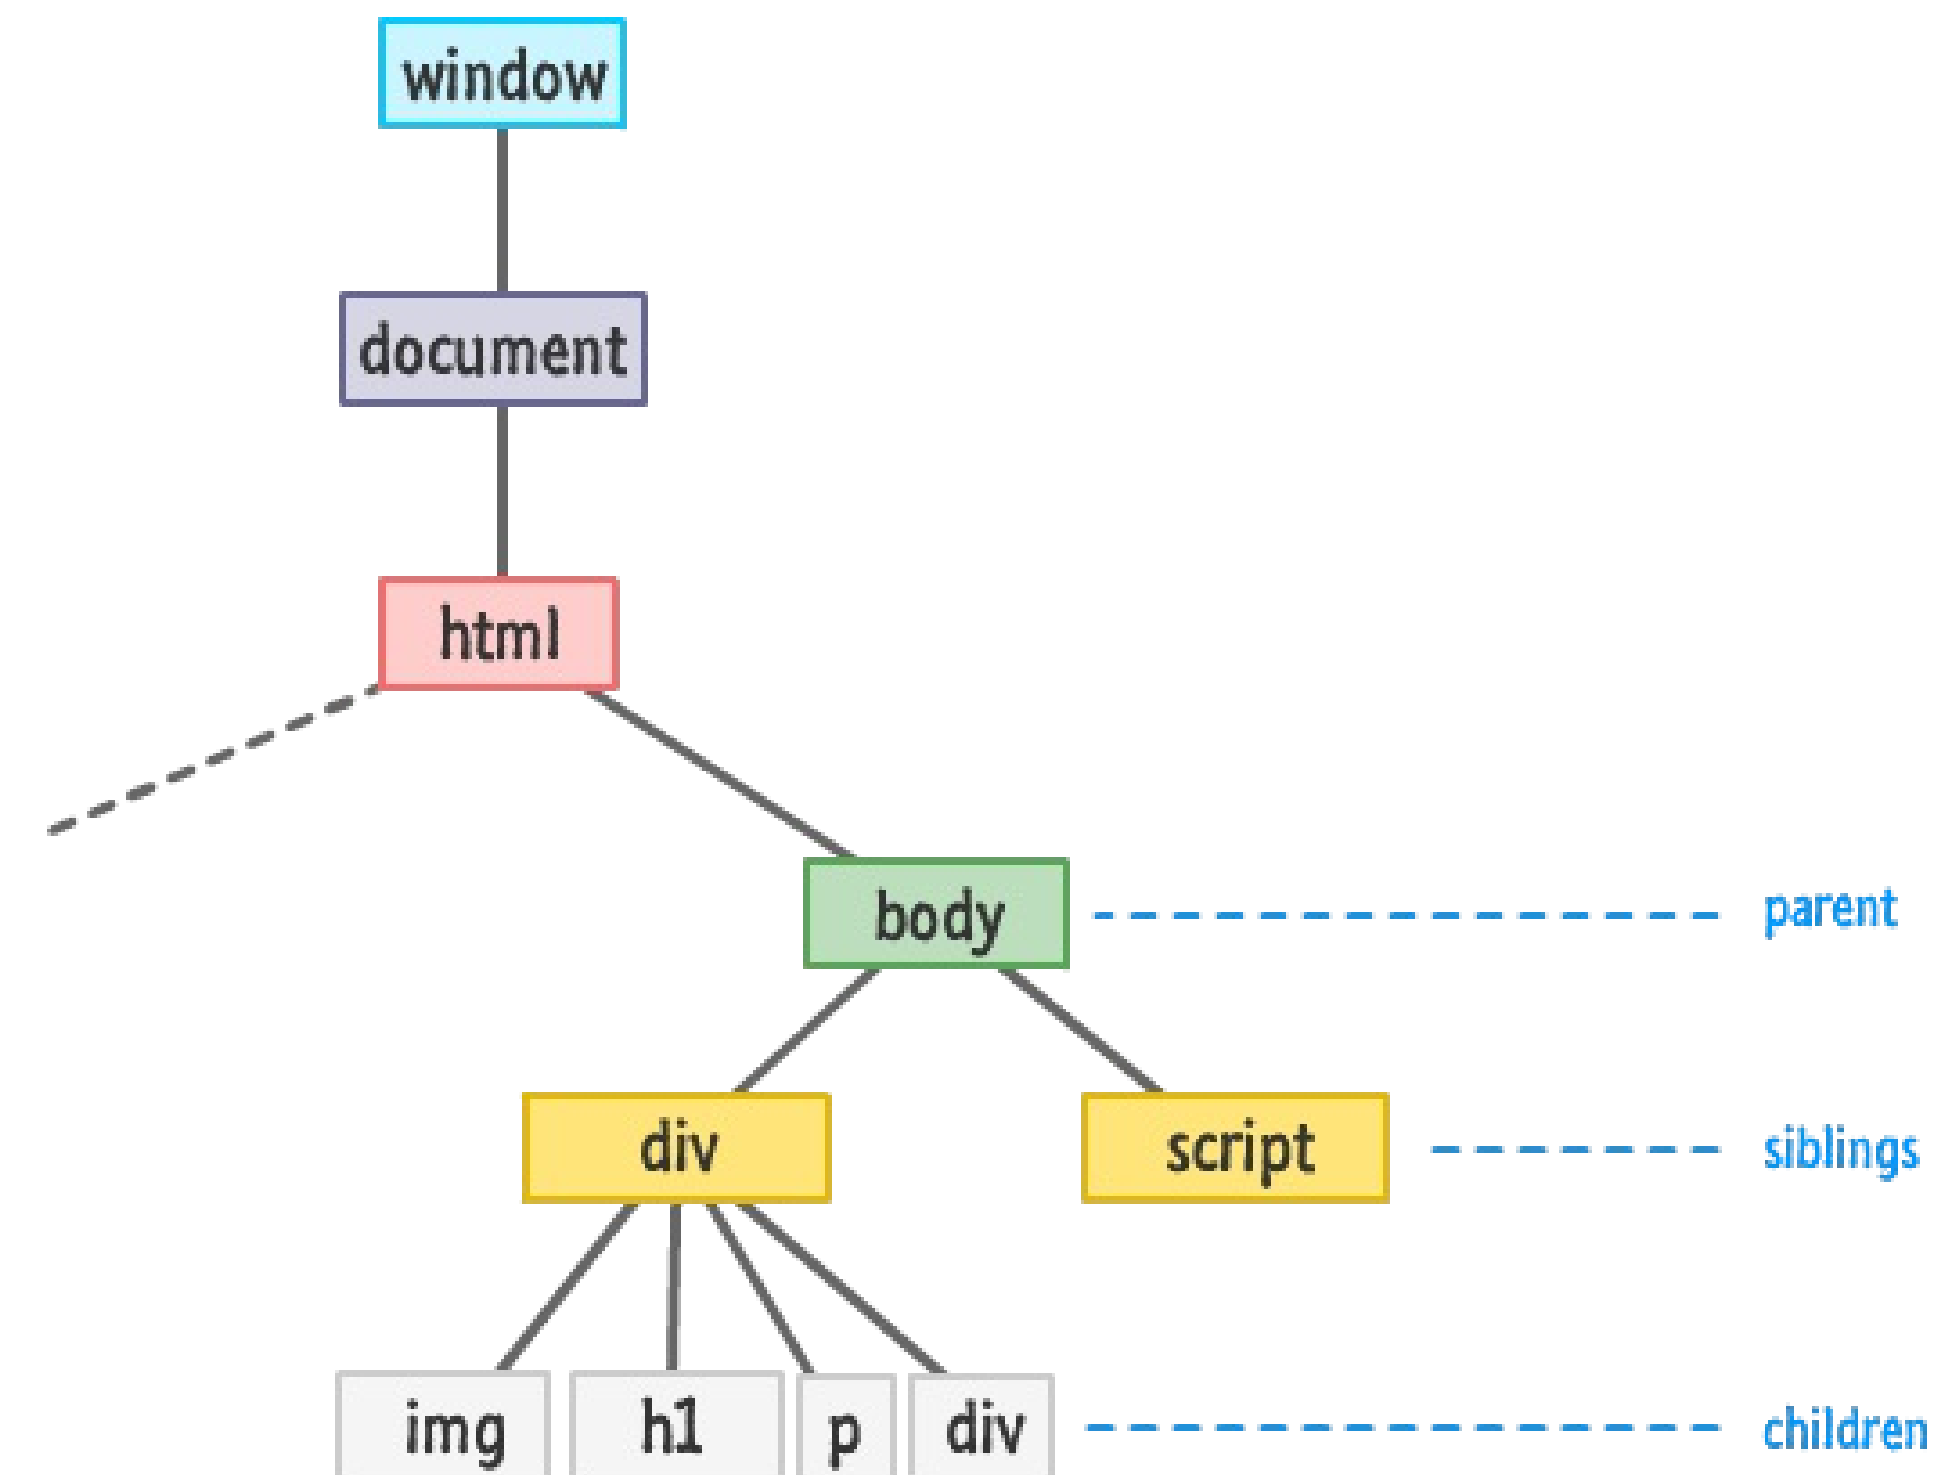 window
document
html
body
parent
div
script
siblings
img
h1
p
div
children